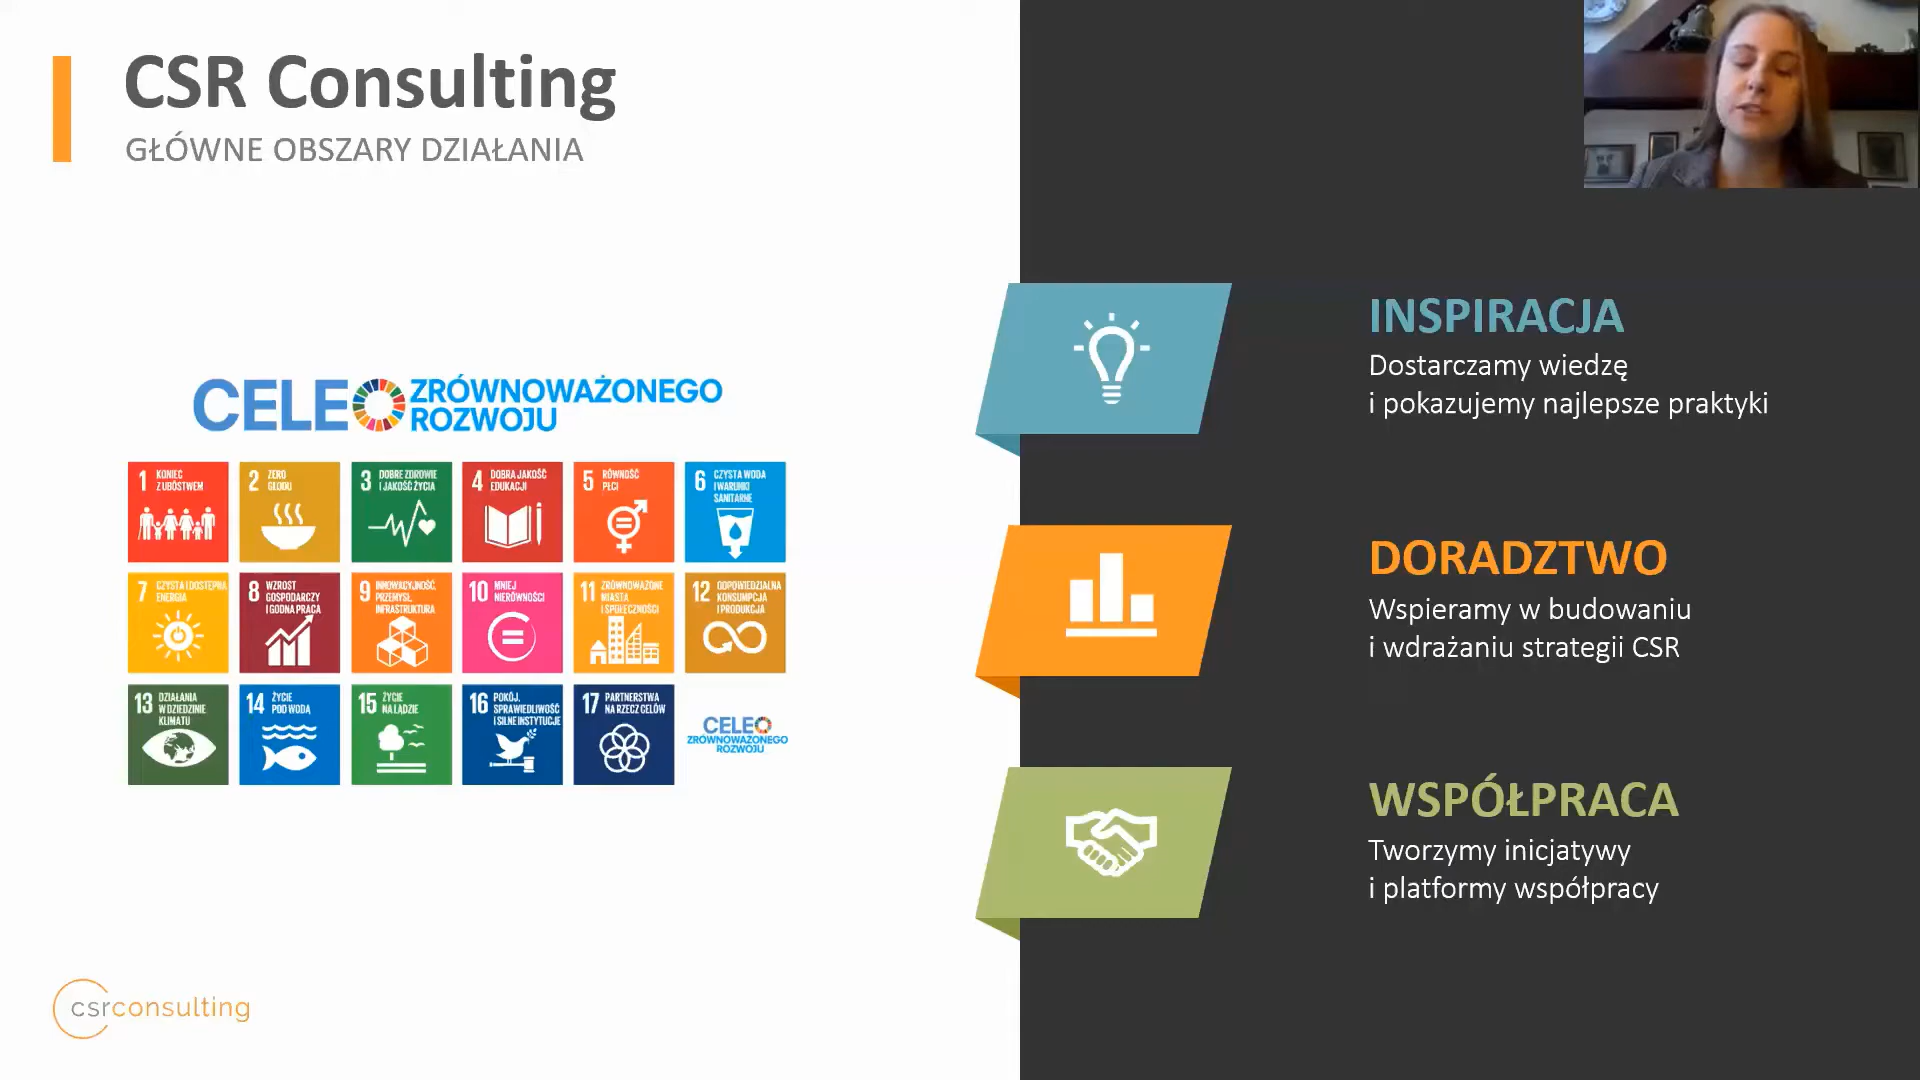 CSR Consulting
GŁÓWNE OBSZARY DZIAŁANIA
CELE ZRÓWNOWAŻONEGO
ROZWOJU
1 KONIEC
Z UBÓSTWEM
2 ZERO
GŁODU
3 DOBRE ZDROWIE
I JAKOŚĆ ŻYCIA
4 DOBRA JAKOŚĆ
EDUKACJI
5 RÓWNOŚĆ
PŁCI
6 CZYSTA WODA
I WARUNKI
SANITARNE
7 CZYSTA I DOSTĘPNA
ENERGIA
8 WZROST
GOSPODARCZY
I GODNA PRACA
9 INNOWACYJNOŚĆ,
PRZEMYSŁ,
INFRASTRUKTURA
10 MNIEJ
NIERÓWNOŚCI
11 ZRÓWNOWAŻONE
MIASTA
I SPOŁECZNOŚCI
12 ODPOWIEDZIALNA
KONSUMPCJA
I PRODUKCJA
13 DZIAŁANIA
W DZIEDZINIE
KLIMATU
14 ŻYCIE
POD WODĄ
15 ŻYCIE
NA LĄDZIE
16 POKÓJ,
SPRAWIEDLIWOŚĆ
I SILNE INSTYTUCJE
17 PARTNERSTWA
NA RZECZ CELÓW
CELE
ZRÓWNOWAŻONEGO
ROZWOJU
csrconsulting
INSPIRACJA
Dostarczamy wiedzę
i pokazujemy najlepsze praktyki
DORADZTWO
Wspieramy w budowaniu
i wdrażaniu strategii CSR
WSPÓŁPRACA
Tworzymy inicjatywy
i platformy współpracy